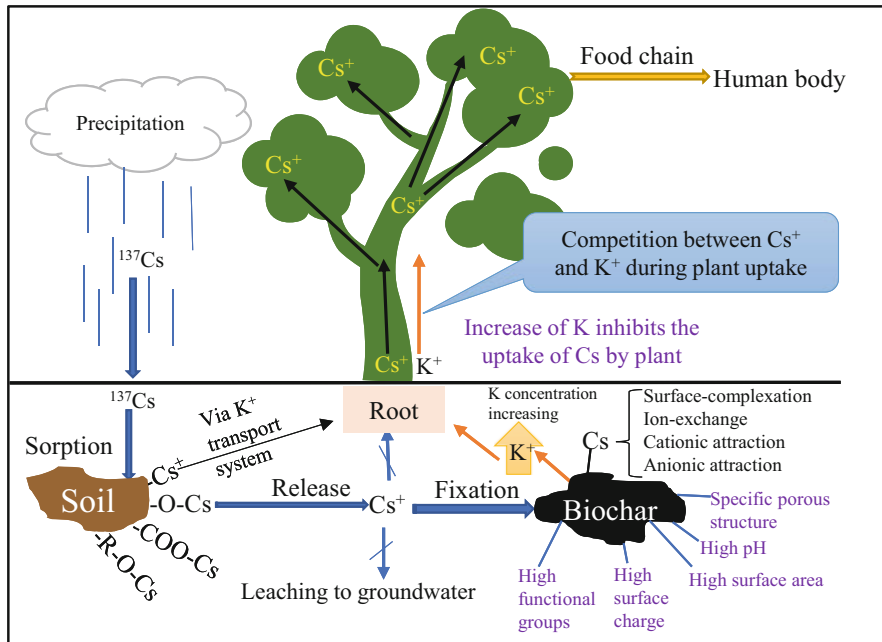 Cs⁺
Cs⁺
Food chain
Human body
Cs⁺
Precipitation
Cs⁺
Cs⁺
¹³⁷Cs
Competition between Cs⁺
and K⁺ during plant uptake
Increase of K inhibits the
uptake of Cs by plant
Cs⁺
K⁺
¹³⁷Cs
Via K⁺
transport
system
Root
K concentration
increasing
K⁺
Cs
Surface-complexation
Ion-exchange
Cationic attraction
Anionic attraction
Sorption
Soil
-Cs⁺
-O-Cs
-COO-Cs
-R-O-Cs
Release
Cs⁺
Fixation
Biochar
Specific porous
structure
High pH
High surface area
High
surface
charge
High
functional
groups
Leaching to groundwater